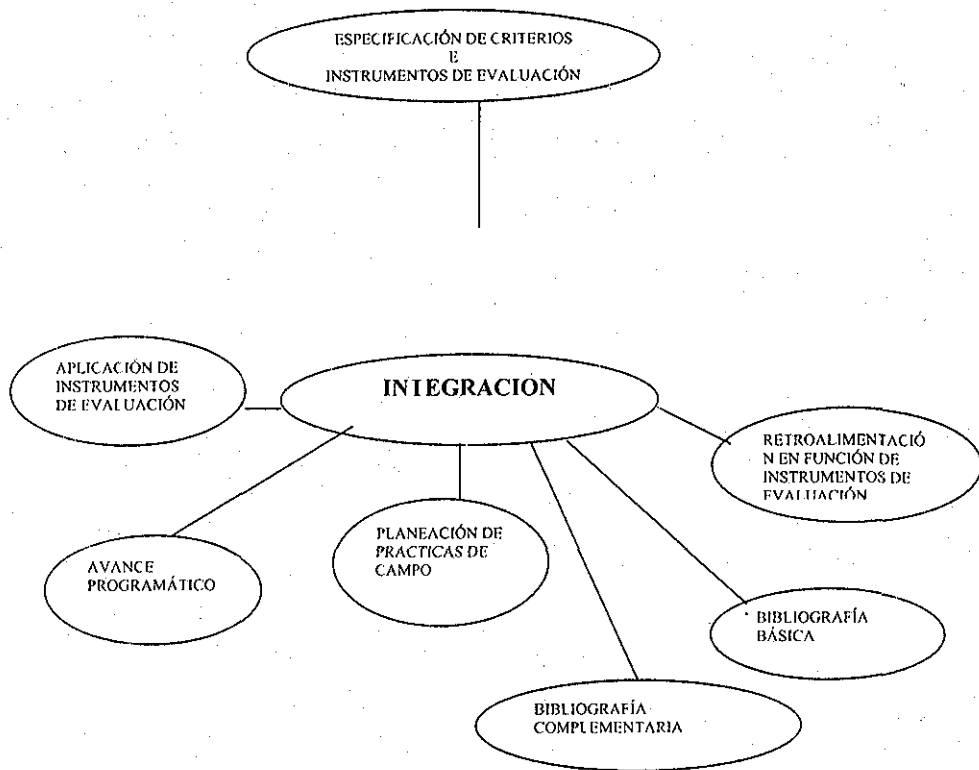 ESPECIFICACIÓN DE CRITERIOS
E
INSTRUMENTOS DE EVALUACIÓN
APLICACIÓN DE
INSTRUMENTOS
DE EVALUACIÓN
INTEGRACION
RETROALIMENTACIÓ
N EN FUNCIÓN DE
INSTRUMENTOS DE
EVALUACIÓN
PLANEACIÓN DE
PRACTICAS DE
CAMPO
AVANCE
PROGRAMÁTICO
BIBLIOGRAFÍA
BÁSICA
BIBLIOGRAFÍA
COMPLEMENTARIA